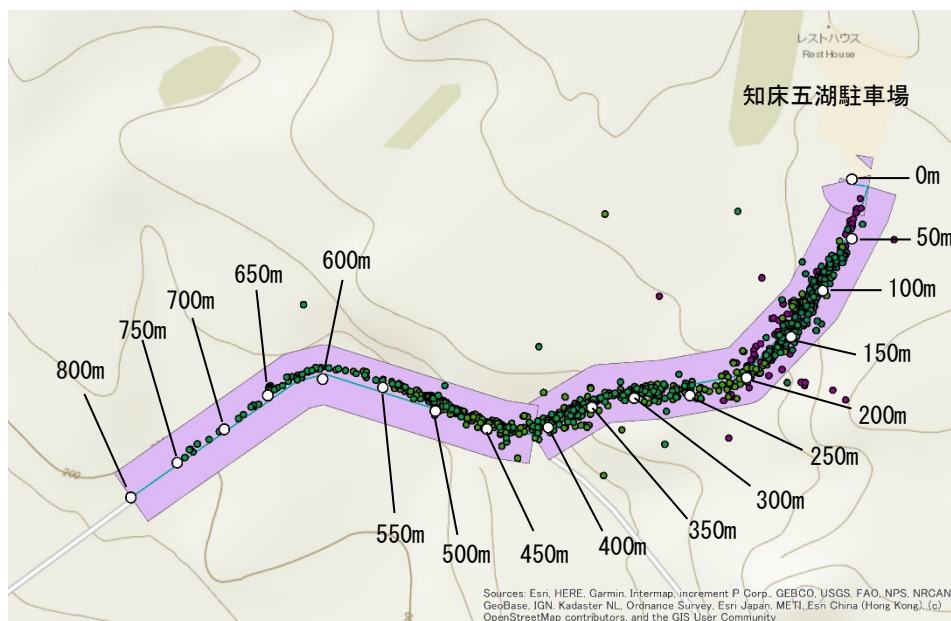 レストハウス
Rest House
知床五湖駐車場
0m
50m
100m
150m
200m
250m
300m
350m
400m
450m
500m
550m
600m
650m
700m
750m
800m
200
Sources: Esri, HERE, Garmin, Intermap, increment P Corp., GEBCO, USGS, FAO, NPS, NRCAN,
GeoBase, IGN, Kadaster NL, Ordnance Survey, Esri Japan, METI, Esri China (Hong Kong), (c)
OpenStreetMap contributors, and the GIS User Community